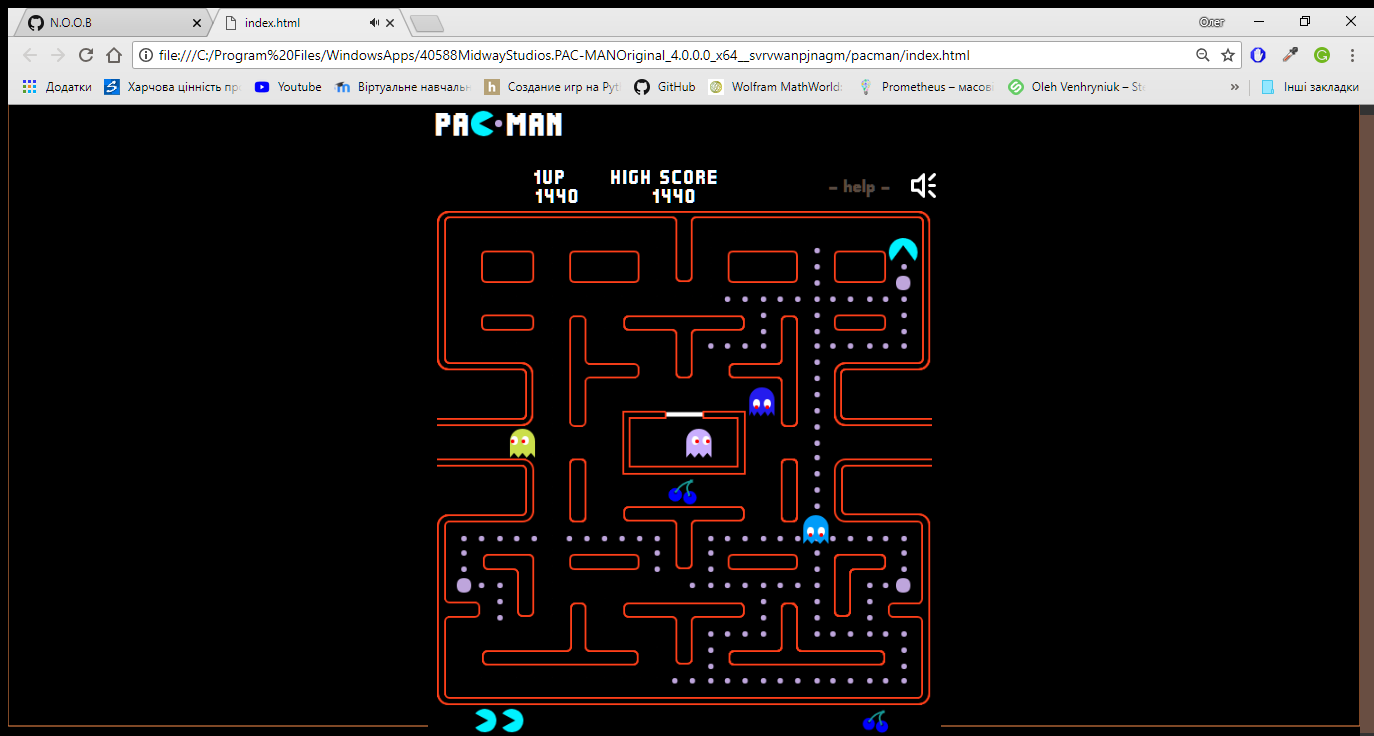 N.O.O.B
index.html
Олег
file:///C:/Program%20Files/WindowsApps/40588MidwayStudios.PAC-MANOriginal_4.0.0.0_x64__svrvwanpjnagm/pacman/index.html
Додатки
Харчова цінність пр
Youtube
Віртуальне навчаль
Создание игр на Pyt
GitHub
Wolfram MathWorld:
Prometheus – масові
Oleh Venhryniuk – St
Інші закладки
PAC-MAN
1UP
HIGH SCORE
– help –
1440
1440